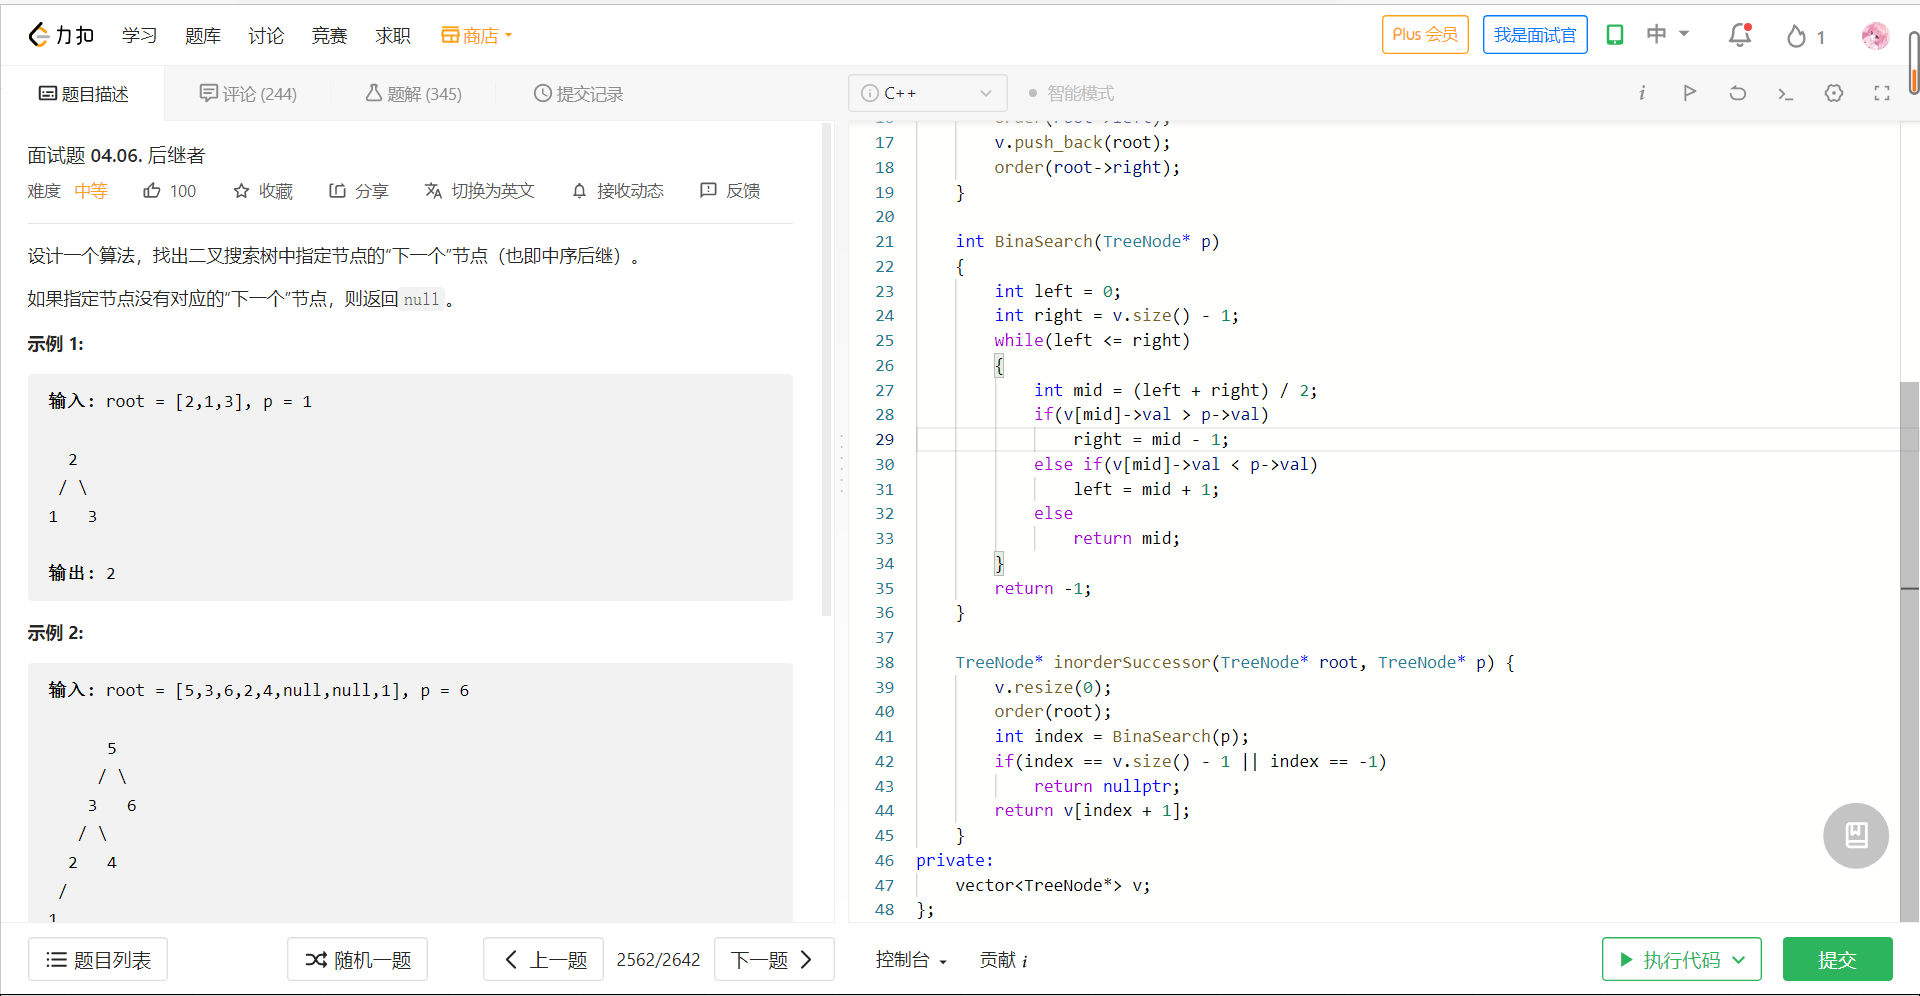 力扣 学习 题库 讨论 竞赛 求职 商店 Plus 会员 我是面试官 中 1
题目描述 评论 (244) 题解 (345) 提交记录 C++ 智能模式
面试题 04.06. 后继者
难度 中等 100 收藏 分享 切换为英文 接收动态 反馈
设计一个算法，找出二叉搜索树中指定节点的“下一个”节点（也即中序后继）。
如果指定节点没有对应的“下一个”节点，则返回null。
示例 1:
输入: root = [2,1,3], p = 1
2
/ \
1   3
输出: 2
示例 2:
输入: root = [5,3,6,2,4,null,null,1], p = 6
5
/ \
3   6
/ \
2   4
/
1
16 order(root->left);
17 v.push_back(root);
18 order(root->right);
19 }
20
21 int BinaSearch(TreeNode* p)
22 {
23 int left = 0;
24 int right = v.size() - 1;
25 while(left <= right)
26 {
27 int mid = (left + right) / 2;
28 if(v[mid]->val > p->val)
29 right = mid - 1;
30 else if(v[mid]->val < p->val)
31 left = mid + 1;
32 else
33 return mid;
34 }
35 return -1;
36 }
37
38 TreeNode* inorderSuccessor(TreeNode* root, TreeNode* p) {
39 v.resize(0);
40 order(root);
41 int index = BinaSearch(p);
42 if(index == v.size() - 1 || index == -1)
43 return nullptr;
44 return v[index + 1];
45 }
46 private:
47 vector<TreeNode*> v;
48 };
题目列表 随机一题 上一题 2562/2642 下一题 控制台 贡献 i 执行代码 提交